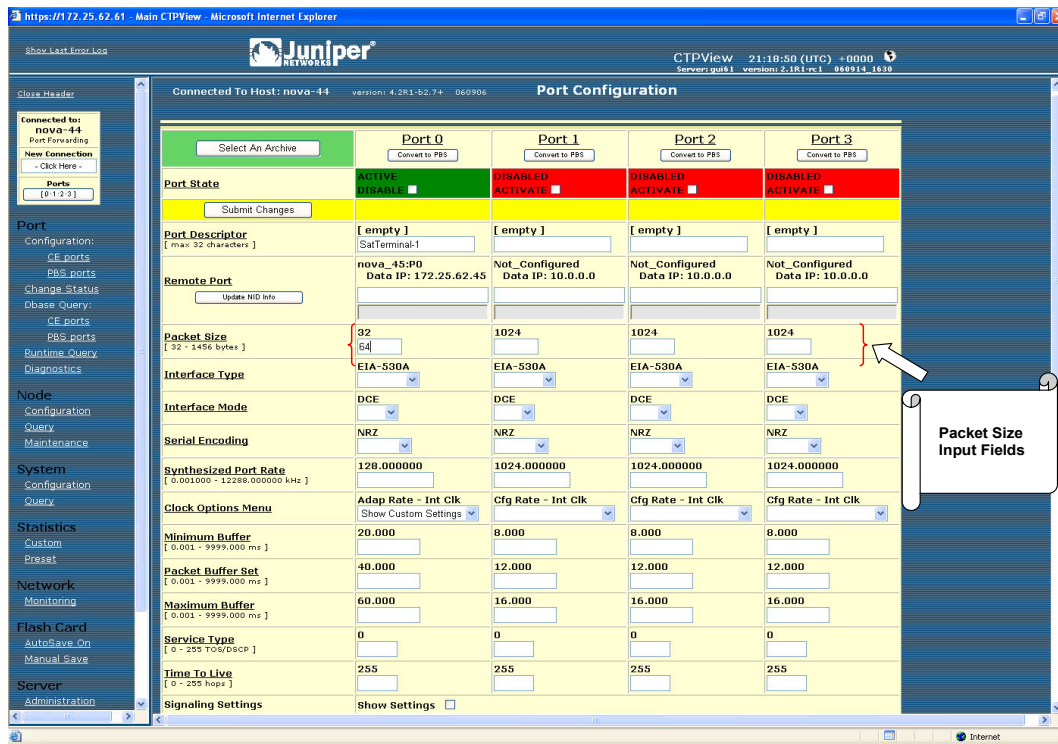 https://172.25.62.61 - Main CTPView - Microsoft Internet Explorer
Show Last Error Log
Juniper®
NETWORKS
CTPView 21:18:50 (UTC) +0000
Server: gui61 version: 2.1R1-rc1 060914_1630
Close Header
Connected to:
nova-44
Port Forwarding
New Connection
- Click Here -
Ports
[0-1-2-3]
Port
Configuration:
CE ports
PBS ports
Change Status
Dbase Query:
CE ports
PBS ports
Runtime Query
Diagnostics
Node
Configuration
Query
Maintenance
System
Configuration
Query
Statistics
Custom
Preset
Network
Monitoring
Flash Card
AutoSave On
Manual Save
Server
Administration
Connected To Host: nova-44 version: 4.2R1-b2.7+ 060906 Port Configuration
Select An Archive Port 0 Port 1 Port 2 Port 3
Convert to PBS Convert to PBS Convert to PBS Convert to PBS
Port State ACTIVE DISABLED DISABLED DISABLED
DISABLE ACTIVATE ACTIVATE ACTIVATE
Submit Changes
Port Descriptor [ empty ] [ empty ] [ empty ] [ empty ]
[ max 32 characters ] SatTerminal-1
Remote Port nova_45:P0 Not_Configured Not_Configured Not_Configured
Data IP: 172.25.62.45 Data IP: 10.0.0.0 Data IP: 10.0.0.0 Data IP: 10.0.0.0
Update NID Info
Packet Size 32 1024 1024 1024
[ 32 - 1456 bytes ] 64
Interface Type EIA-530A EIA-530A EIA-530A EIA-530A
Interface Mode DCE DCE DCE DCE
Serial Encoding NRZ NRZ NRZ NRZ
Synthesized Port Rate 128.000000 1024.000000 1024.000000 1024.000000
[ 0.001000 - 12288.000000 kHz ]
Clock Options Menu Adap Rate - Int Clk Cfg Rate - Int Clk Cfg Rate - Int Clk Cfg Rate - Int Clk
Show Custom Settings
Minimum Buffer 20.000 8.000 8.000 8.000
[ 0.001 - 9999.000 ms ]
Packet Buffer Set 40.000 12.000 12.000 12.000
[ 0.001 - 9999.000 ms ]
Maximum Buffer 60.000 16.000 16.000 16.000
[ 0.001 - 9999.000 ms ]
Service Type 0 0 0 0
[ 0 - 255 TOS/DSCP ]
Time To Live 255 255 255 255
[ 0 - 255 hops ]
Signaling Settings Show Settings
Packet Size
Input Fields
Internet